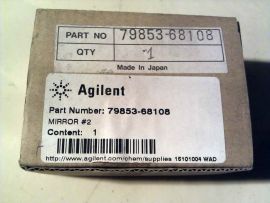 PART NO 79853-68108
QTY 1
Made In Japan
Agilent
Part Number: 79853-68108
MIRROR #2
Content: 1
http://www.agilent.com/chem/supplies 16101004 WAD